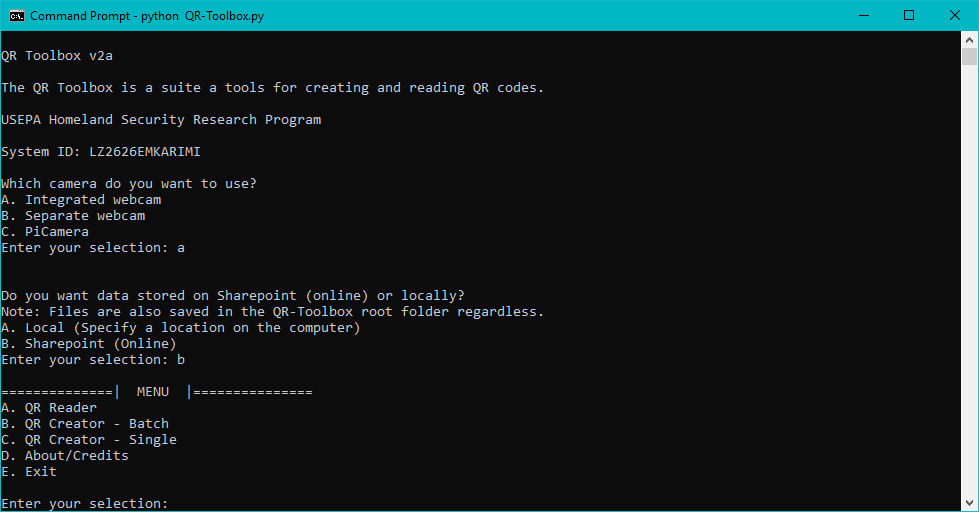 Command Prompt - python  QR-Toolbox.py
QR Toolbox v2a
The QR Toolbox is a suite a tools for creating and reading QR codes.
USEPA Homeland Security Research Program
System ID: LZ2626EMKARIMI
Which camera do you want to use?
A. Integrated webcam
B. Separate webcam
C. PiCamera
Enter your selection: a
Do you want data stored on Sharepoint (online) or locally?
Note: Files are also saved in the QR-Toolbox root folder regardless.
A. Local (Specify a location on the computer)
B. Sharepoint (Online)
Enter your selection: b
==============|  MENU  |===============
A. QR Reader
B. QR Creator - Batch
C. QR Creator - Single
D. About/Credits
E. Exit
Enter your selection: